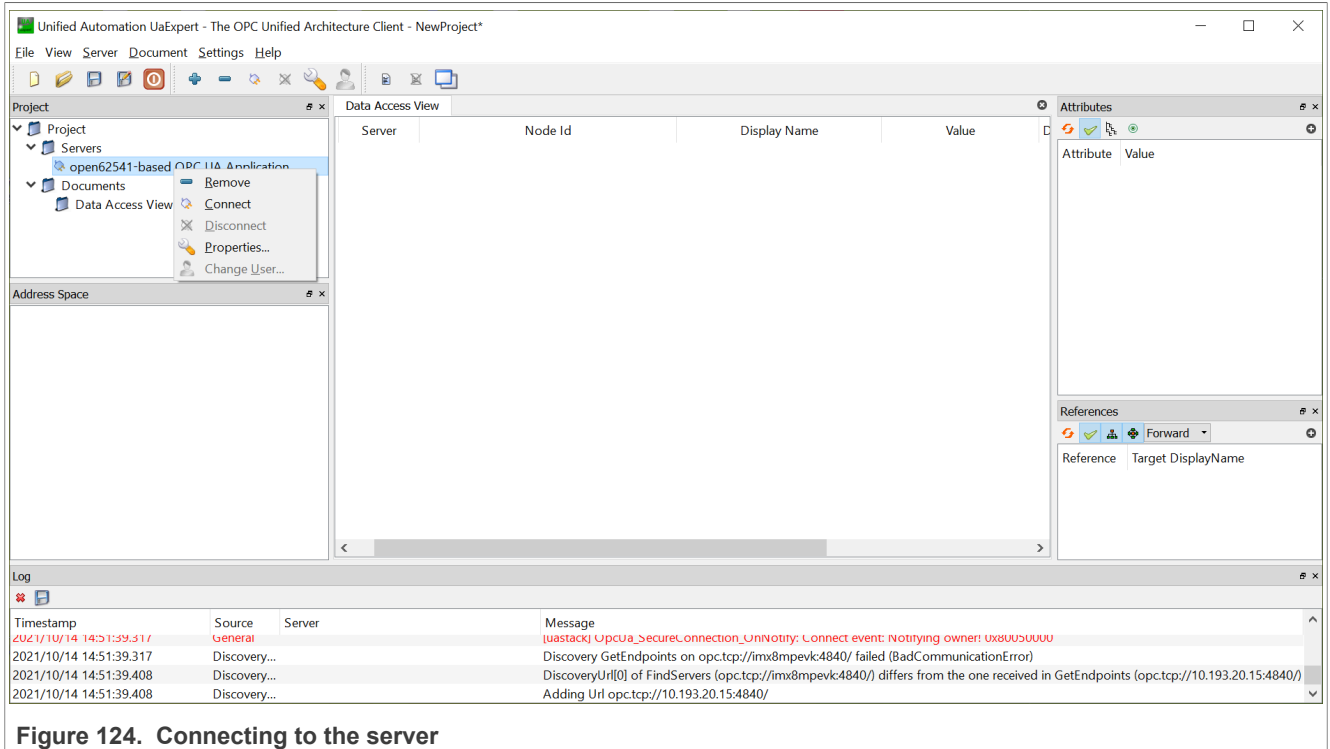 Unified Automation UaExpert - The OPC Unified Architecture Client - NewProject*
File View Server Document Settings Help
Project
Project
Servers
open62541-based OPC UA Application
Documents
Data Access View
Remove
Connect
Disconnect
Properties...
Change User...
Address Space
Data Access View
Server Node Id Display Name Value D
Attributes
Attribute Value
References
Forward
Reference Target DisplayName
Log
Timestamp Source Server Message
2021/10/14 14:51:39.317 General [uastack] OpcUa_SecureConnection_OnNotify: Connect event: Notifying owner! 0x80050000
2021/10/14 14:51:39.317 Discovery... Discovery GetEndpoints on opc.tcp://imx8mpevk:4840/ failed (BadCommunicationError)
2021/10/14 14:51:39.408 Discovery... DiscoveryUrl[0] of FindServers (opc.tcp://imx8mpevk:4840/) differs from the one received in GetEndpoints (opc.tcp://10.193.20.15:4840/)
2021/10/14 14:51:39.408 Discovery... Adding Url opc.tcp://10.193.20.15:4840/
Figure 124. Connecting to the server